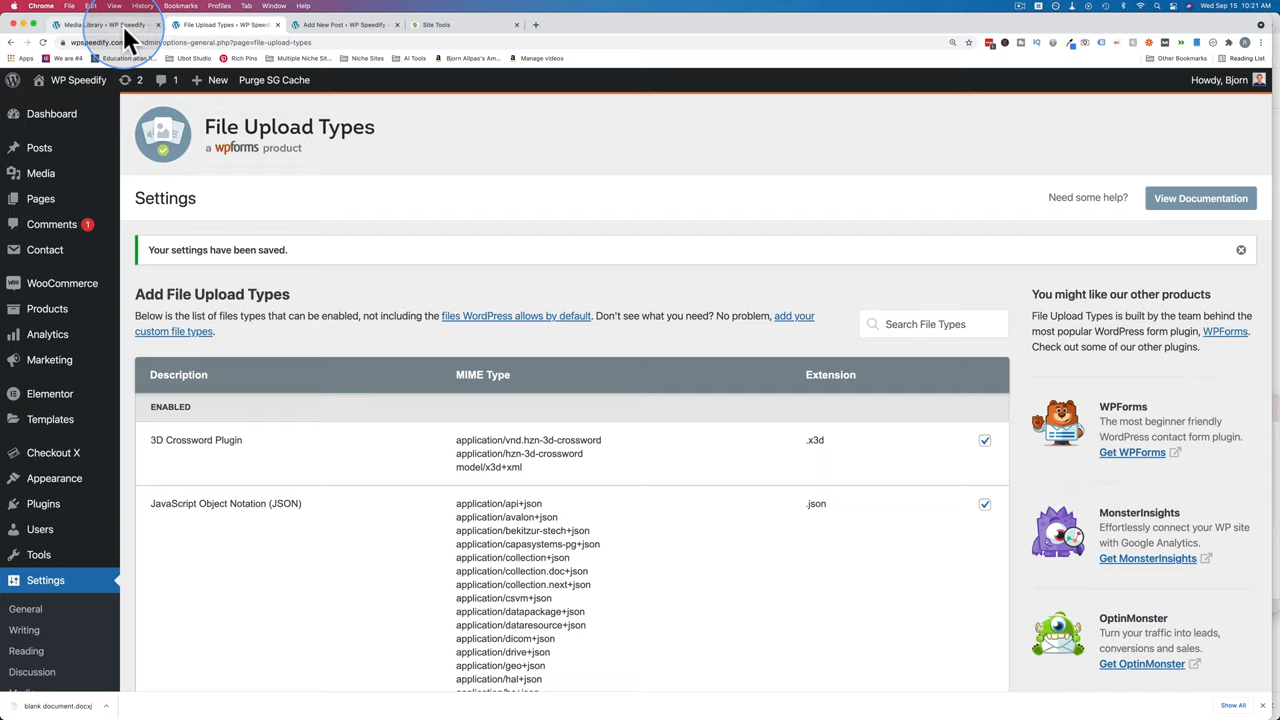 Chrome File Edit View History Bookmarks Profiles Tab Window Help
Wed Sep 15 10:21 AM
Media Library ‹ WP Speedify
File Upload Types ‹ WP Speedi
Add New Post ‹ WP Speedify
Site Tools
admin/options-general.php?page=file-upload-types
Apps
We are #4
Ubot Studio
Rich Pins
Multiple Niche Sit...
Niche Sites
AI Tools
Bjorn Allpas's Am...
Manage videos
Other Bookmarks
Reading List
WP Speedify
2
1
New
Purge SG Cache
Howdy, Bjorn
Dashboard
Posts
Media
Pages
Comments 1
Contact
WooCommerce
Products
Analytics
Marketing
Elementor
Templates
Checkout X
Appearance
Plugins
Users
Tools
Settings
General
Writing
Reading
Discussion
File Upload Types
a wpforms product
Settings
Need some help?
View Documentation
Your settings have been saved.
Add File Upload Types
Below is the list of files types that can be enabled, not including the files WordPress allows by default. Don't see what you need? No problem, add your
custom file types.
Search File Types
Description MIME Type Extension
ENABLED
3D Crossword Plugin
application/vnd.hzn-3d-crossword
application/hzn-3d-crossword
model/x3d+xml
.x3d
JavaScript Object Notation (JSON)
application/api+json
application/avalon+json
application/bekitzur-stech+json
application/capasystems-pg+json
application/collection+json
application/collection.doc+json
application/collection.next+json
application/csvm+json
application/datapackage+json
application/dataresource+json
application/dicom+json
application/drive+json
application/geo+json
application/hal+json
.json
You might like our other products
File Upload Types is built by the team behind the
most popular WordPress form plugin, WPForms.
Check out some of our other plugins.
WPForms
The most beginner friendly
WordPress contact form plugin.
Get WPForms
MonsterInsights
Effortlessly connect your WP site
with Google Analytics.
Get MonsterInsights
OptinMonster
Turn your traffic into leads,
conversions and sales.
Get OptinMonster
blank document.docxj
Show All